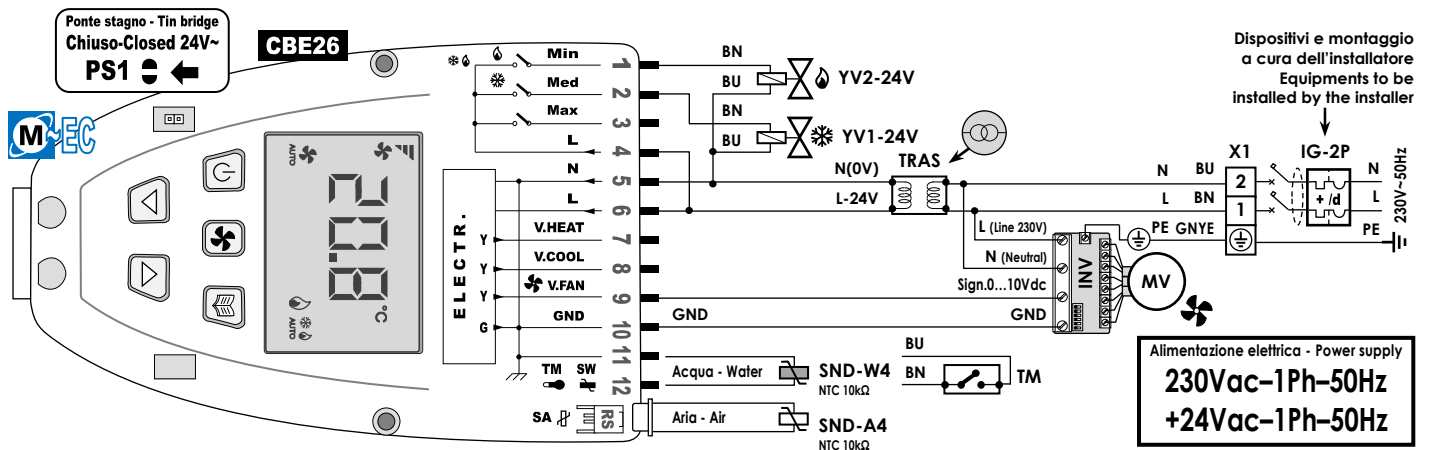 Ponte stagno - Tin bridge
Chiuso-Closed 24V~
PS1
CBE26
M EC
AUTO
20.8
°C
AUTO
ELECTR.
Min 1
Med 2
Max 3
L 4
N 5
L 6
Y V.HEAT 7
Y V.COOL 8
Y V.FAN 9
G GND 10
11
TM SW 12
SA RS
BN
BU
YV2-24V
BN
BU
YV1-24V
TRAS
N(0V)
L-24V
Dispositivi e montaggio
a cura dell'installatore
Equipments to be
installed by the installer
X1 IG-2P
N BU 2 N
L BN 1 + /d L
230V~50Hz
L (Line 230V)
PE GNYE PE
N (Neutral)
Sign.0...10Vdc
GND GND
INV
MV
Acqua - Water
SND-W4
NTC 10kΩ
BU
BN
TM
Aria - Air
SND-A4
NTC 10kΩ
Alimentazione elettrica - Power supply
230Vac–1Ph–50Hz
+24Vac–1Ph–50Hz